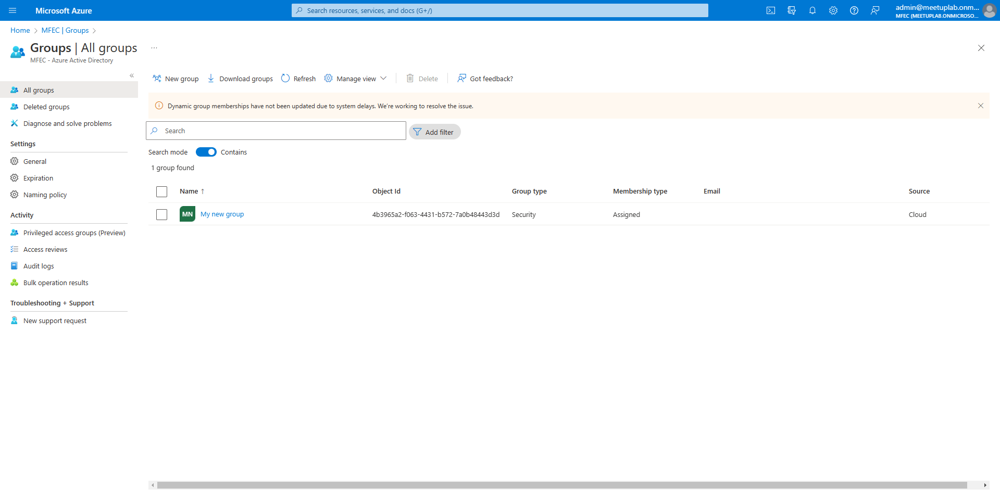 Microsoft Azure
Search resources, services, and docs (G+/)
admin@meetuplab.onm...
MFEC (MEETUPLAB.ONMICROSO...
Home > MFEC | Groups >
Groups | All groups ...
MFEC - Azure Active Directory
«
All groups
Deleted groups
Diagnose and solve problems
Settings
General
Expiration
Naming policy
Activity
Privileged access groups (Preview)
Access reviews
Audit logs
Bulk operation results
Troubleshooting + Support
New support request
New group Download groups Refresh Manage view Delete Got feedback?
Dynamic group memberships have not been updated due to system delays. We're working to resolve the issue.
Search Add filter
Search mode Contains
1 group found
Name ↑ Object Id Group type Membership type Email Source
MN My new group 4b3965a2-f063-4431-b572-7a0b48443d3d Security Assigned Cloud